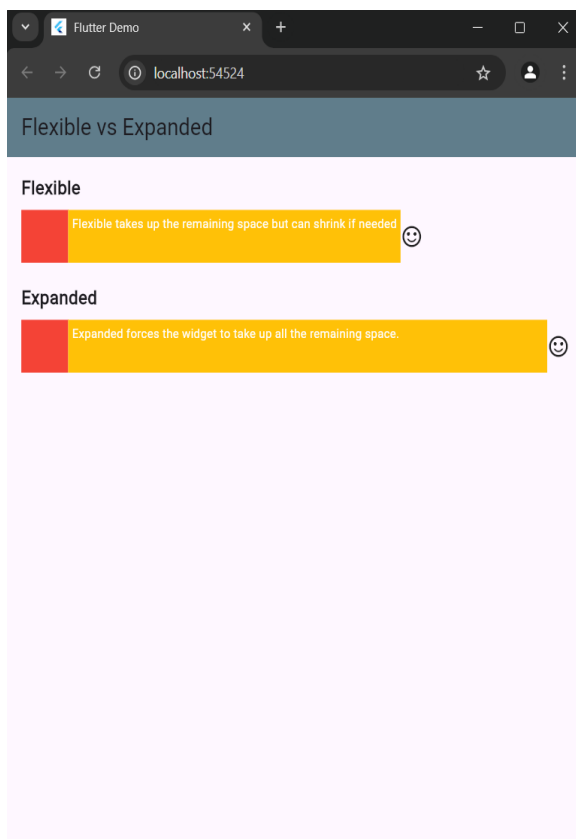 Flutter Demo
localhost:54524
Flexible vs Expanded
Flexible
Flexible takes up the remaining space but can shrink if needed
Expanded
Expanded forces the widget to take up all the remaining space.